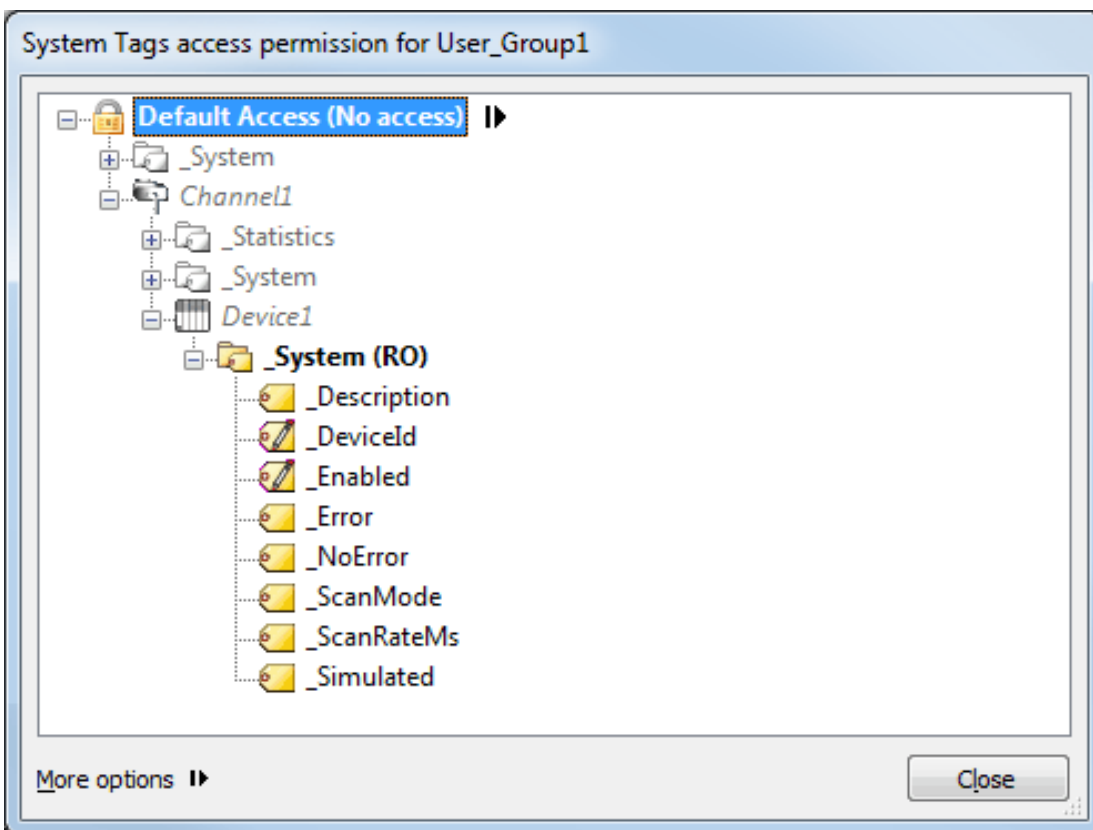 System Tags access permission for User_Group1
Default Access (No access)
_System
Channel1
_Statistics
_System
Device1
_System (RO)
_Description
_DeviceId
_Enabled
_Error
_NoError
_ScanMode
_ScanRateMs
_Simulated
More options
Close